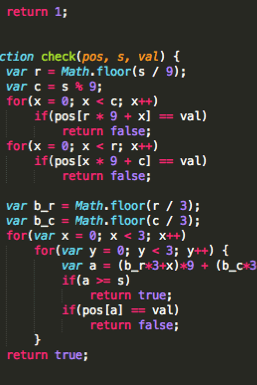 return 1;
ction check(pos, s, val) {
var r = Math.floor(s / 9);
var c = s % 9;
for(x = 0; x < c; x++)
if(pos[r * 9 + x] == val)
return false;
for(x = 0; x < r; x++)
if(pos[x * 9 + c] == val)
return false;
var b_r = Math.floor(r / 3);
var b_c = Math.floor(c / 3);
for(var x = 0; x < 3; x++)
for(var y = 0; y < 3; y++) {
var a = (b_r*3+x)*9 + (b_c*3
if(a >= s)
return true;
if(pos[a] == val)
return false;
}
return true;